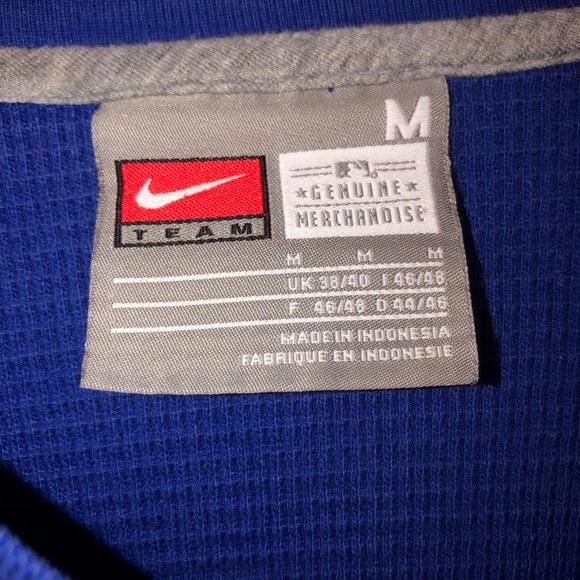 M
TEAM
GENUINE
MERCHANDISE
M M M
UK 38/40 I 46/48
F 46/48 D 44/46
MADE IN INDONESIA
FABRIQUE EN INDONESIE